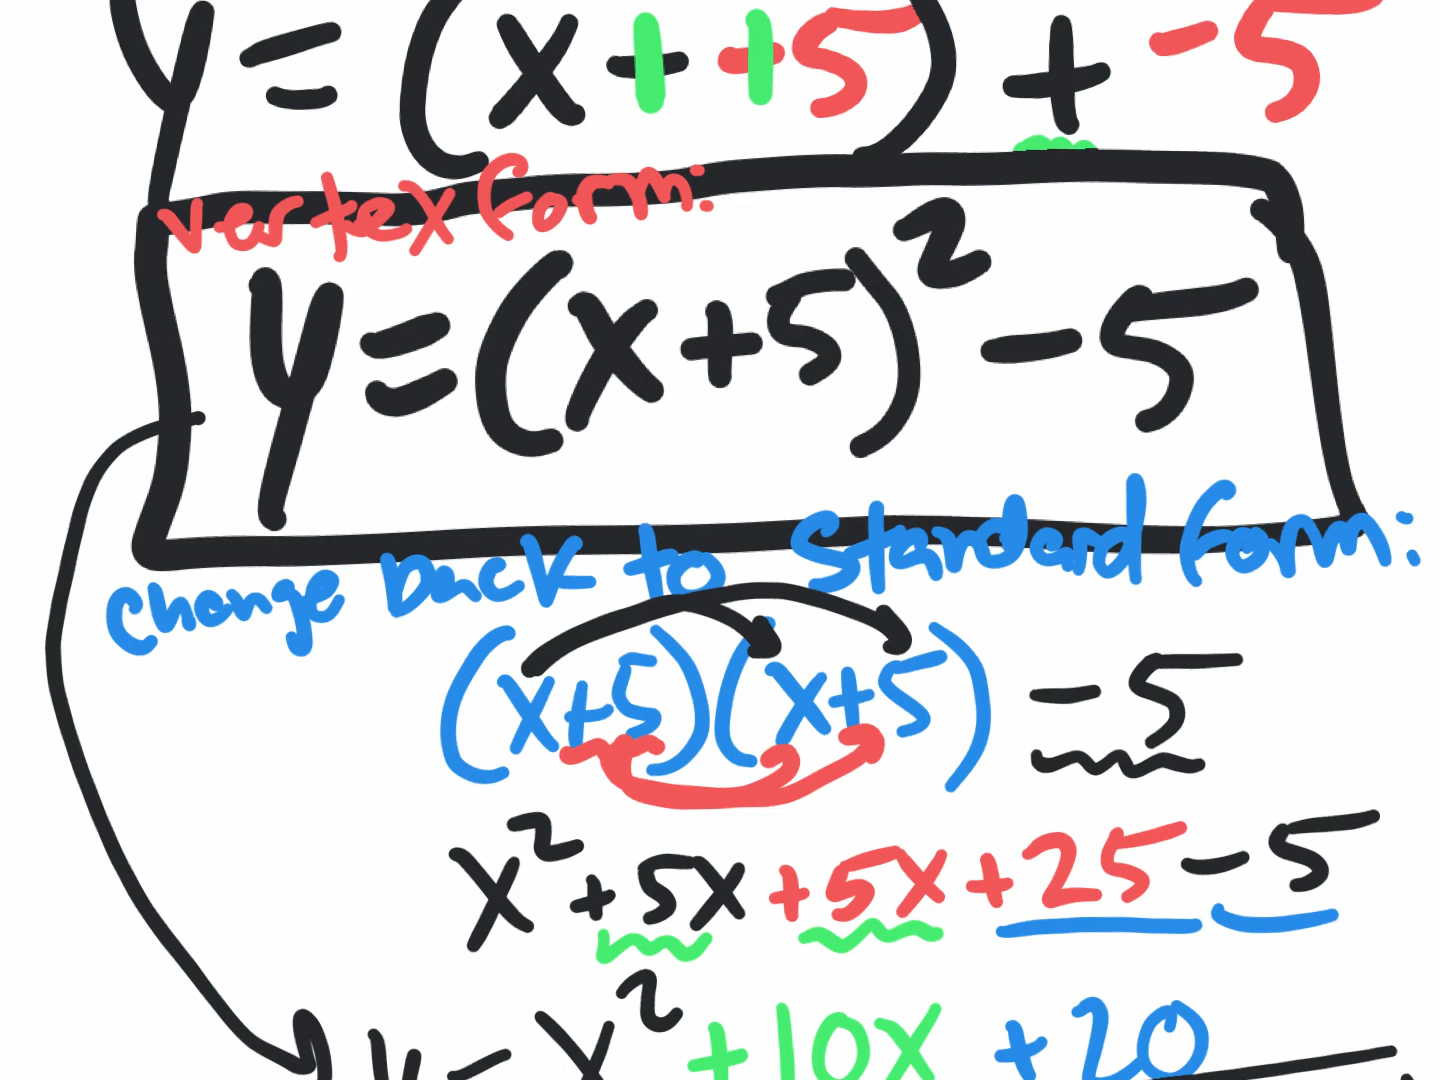 y = (x + +5) + -5
vertex form:
y = (x+5)² - 5
change back to standard form:
(x+5)(x+5) - 5
x² + 5x + 5x + 25 - 5
y = x² + 10x + 20